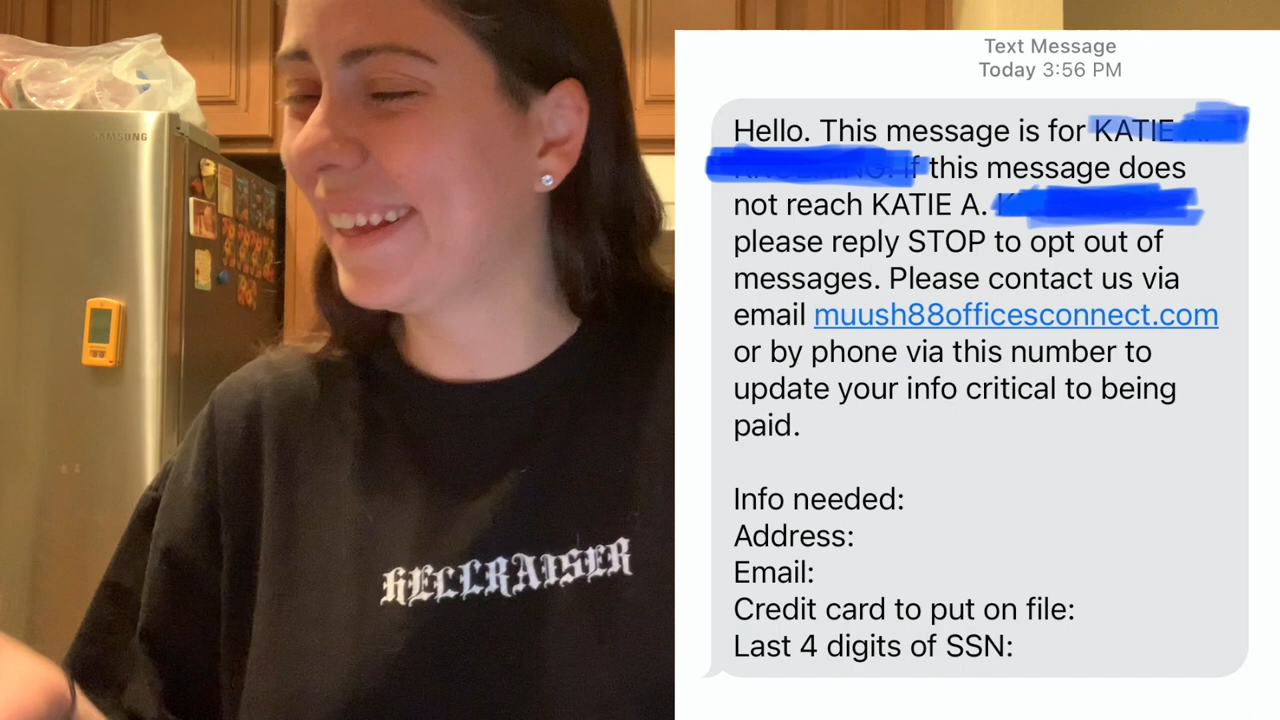 SAMSUNG
HELLRAISER
Text Message
Today 3:56 PM
Hello. This message is for KATIE
If this message does
not reach KATIE A.
please reply STOP to opt out of
messages. Please contact us via
email muush88officesconnect.com
or by phone via this number to
update your info critical to being
paid.
Info needed:
Address:
Email:
Credit card to put on file:
Last 4 digits of SSN: